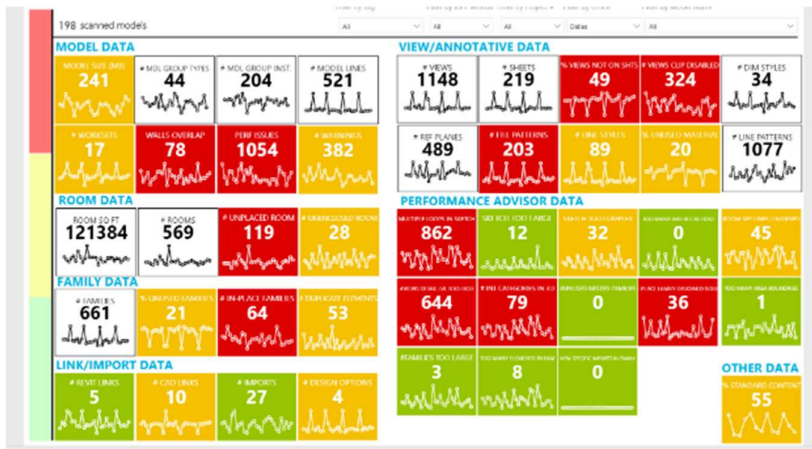 198 scanned models
All All All Dallas All
MODEL DATA
MODEL SIZE (MB) # MDL GROUP TYPES # MDL GROUP INST. # MODEL LINES
241 44 204 521
# WORKSETS WALLS OVERLAP PERF ISSUES # WARNINGS
17 78 1054 382
ROOM DATA
ROOM SQ FT # ROOMS # UNPLACED ROOM # UNENCLOSED ROOM
121384 569 119 28
FAMILY DATA
# FAMILIES % UNUSED FAMILIES # IN-PLACE FAMILIES # DUPLICATE ELEMENTS
661 21 64 53
LINK/IMPORT DATA
# REVIT LINKS # CAD LINKS # IMPORTS # DESIGN OPTIONS
5 10 27 4
VIEW/ANNOTATIVE DATA
# VIEWS # SHEETS % VIEWS NOT ON SHTS # VIEWS CLIP DISABLED # DIM STYLES
1148 219 49 324 34
# REF PLANES # FILL PATTERNS # LINE STYLES % UNUSED MATERIAL # LINE PATTERNS
489 203 89 20 1077
PERFORMANCE ADVISOR DATA
862 12 32 0 45
644 79 0 36 1
#FAMILIES TOO LARGE
3 8 0
OTHER DATA
% STANDARD CONTENT
55